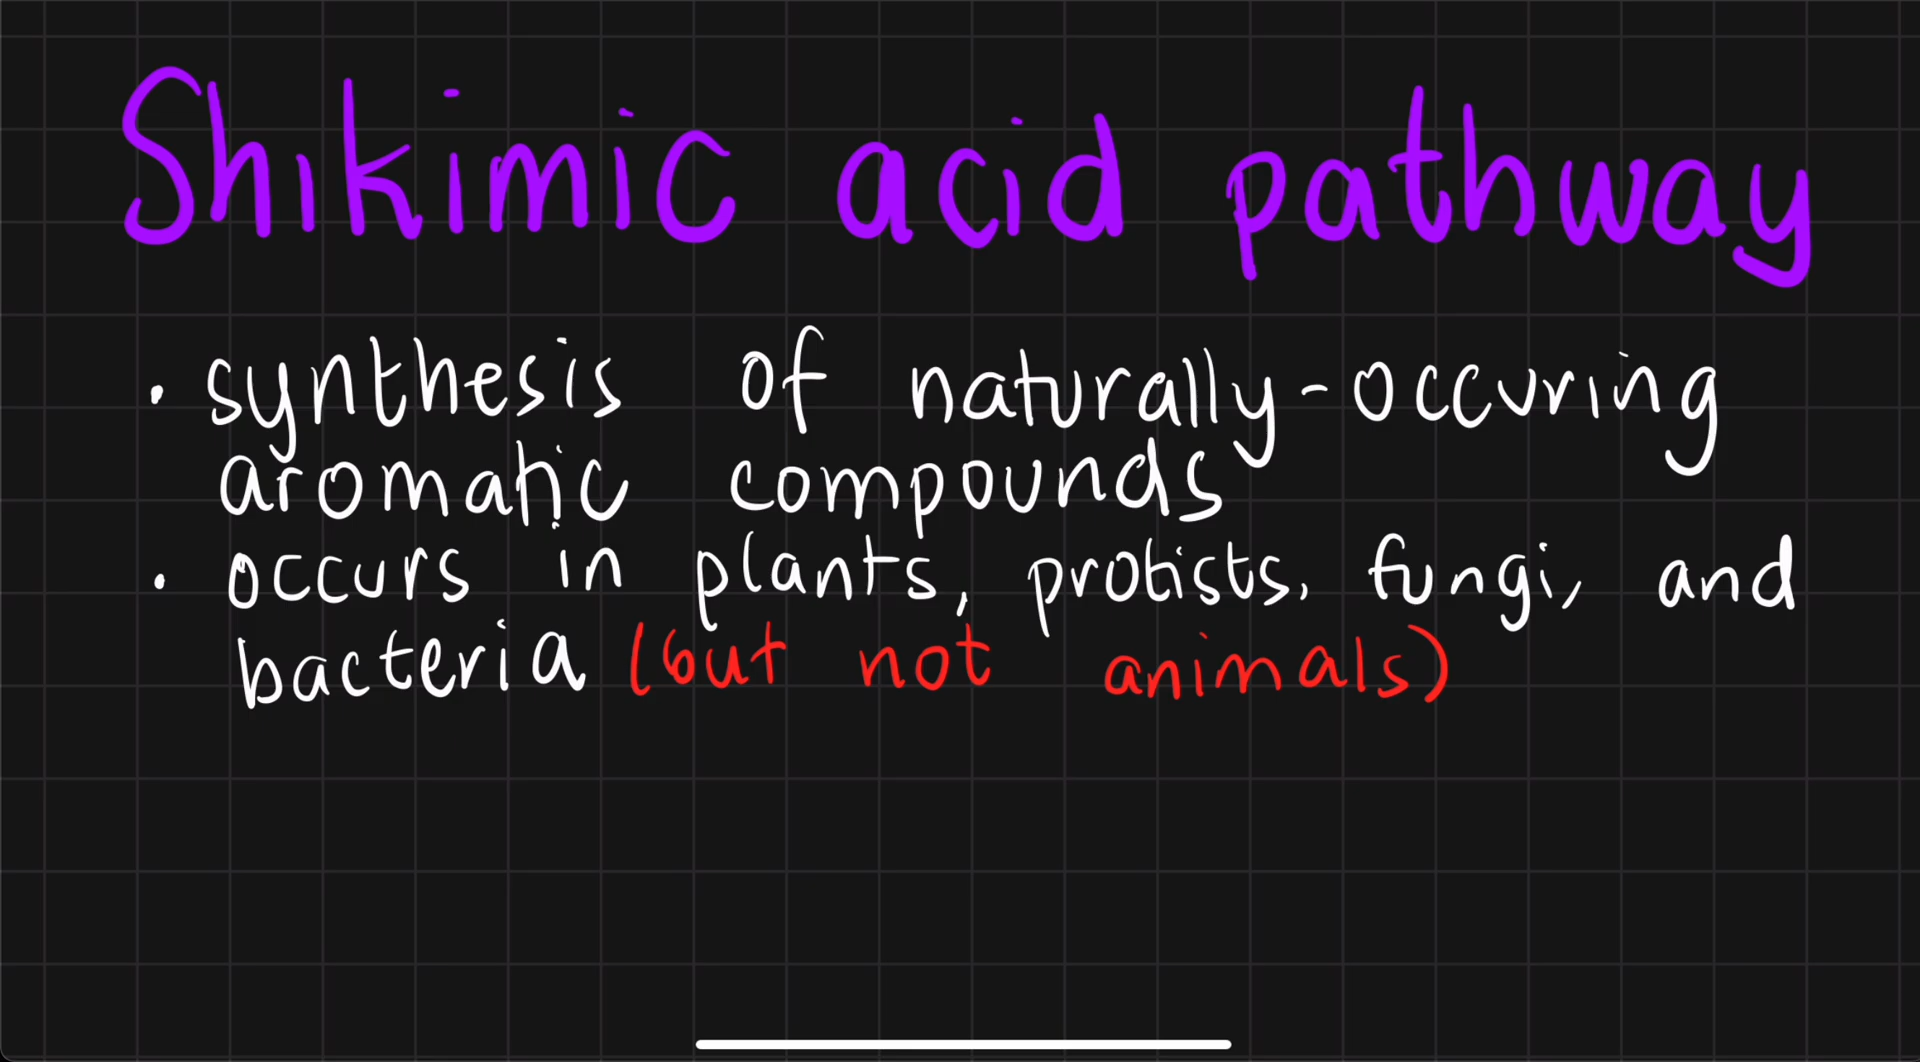 Shikimic acid pathway
· synthesis of naturally-occuring
aromatic compounds
· occurs in plants, protists, fungi, and
bacteria (but not animals)